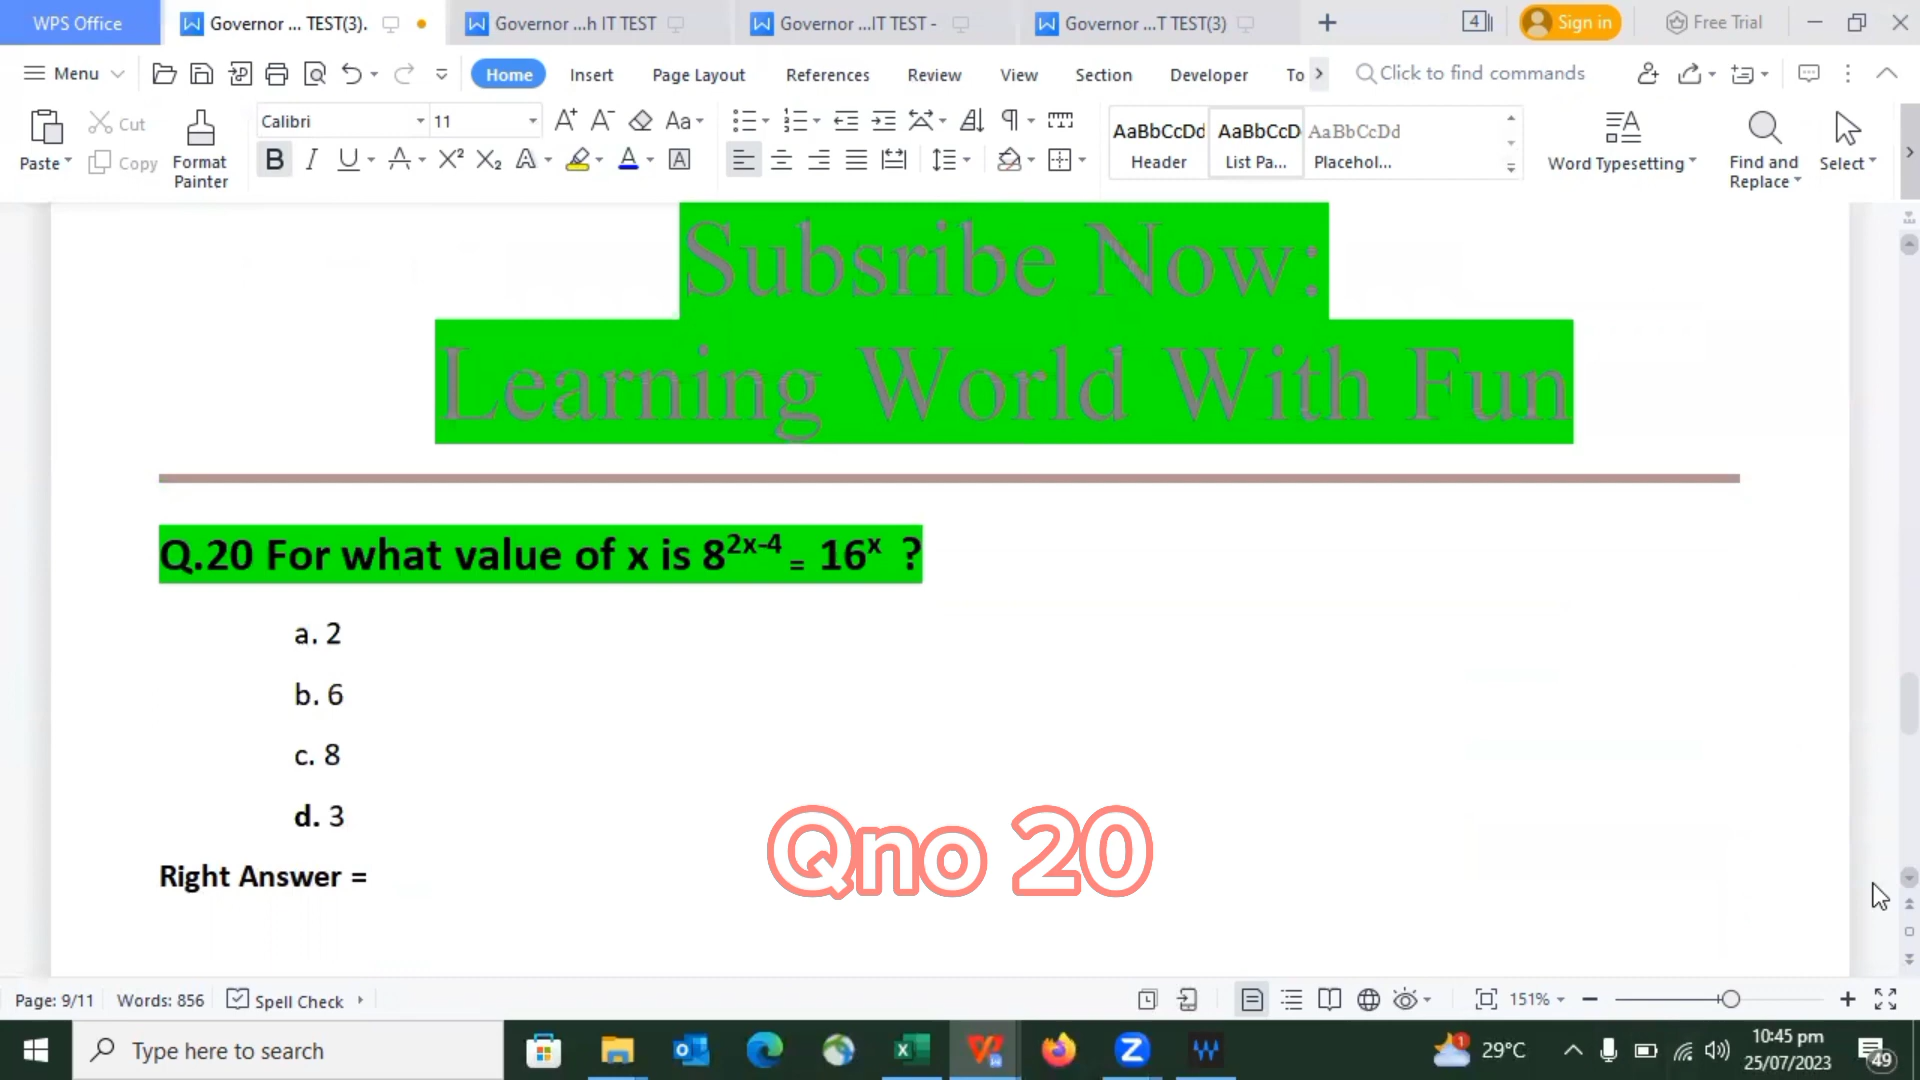 WPS Office
Governor ... TEST(3).
Governor ...h IT TEST
Governor ...IT TEST -
Governor ...T TEST(3)
4
Sign in
Free Trial
Menu
Home
Insert
Page Layout
References
Review
View
Section
Developer
To
Click to find commands
Paste
Cut
Copy
Format
Painter
Calibri
11
AaBbCcDd
Header
AaBbCcD
List Pa...
AaBbCcDd
Placehol...
Word Typesetting
Find and
Replace
Select
Subsribe Now:
Learning World With Fun
Q.20 For what value of x is 8²ˣ⁻⁴ = 16ˣ ?
a. 2
b. 6
c. 8
d. 3
Right Answer =
Qno 20
Page: 9/11
Words: 856
Spell Check
151%
Type here to search
1
29°C
10:45 pm
25/07/2023
49